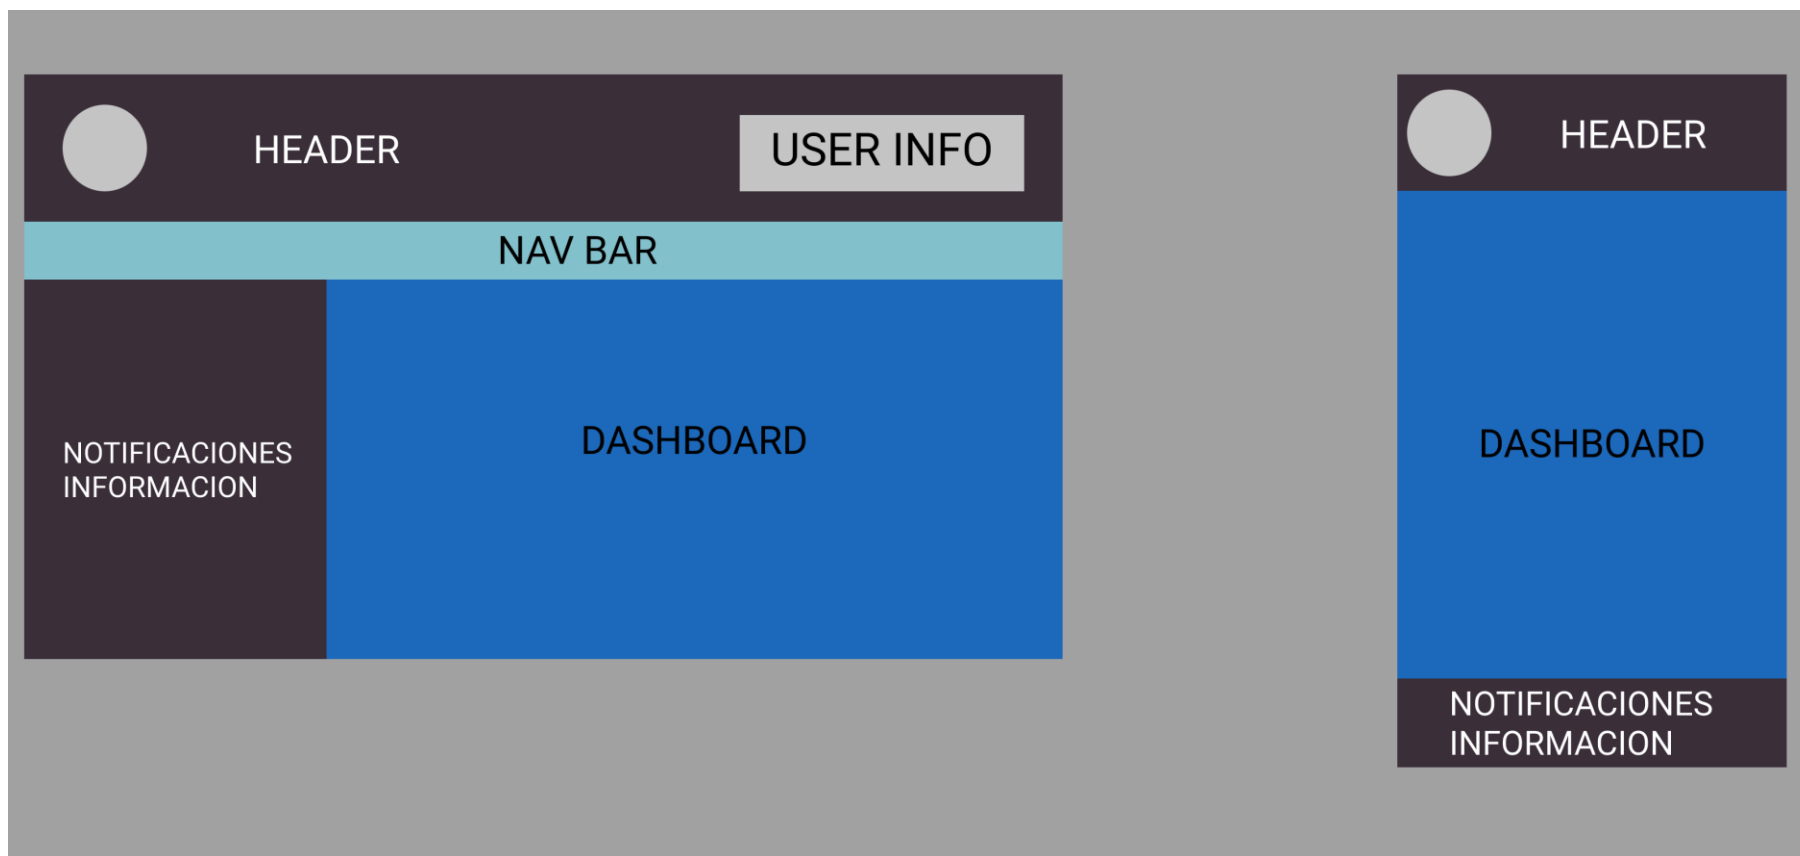 HEADER
USER INFO
NAV BAR
NOTIFICACIONES
INFORMACION
DASHBOARD
HEADER
DASHBOARD
NOTIFICACIONES
INFORMACION